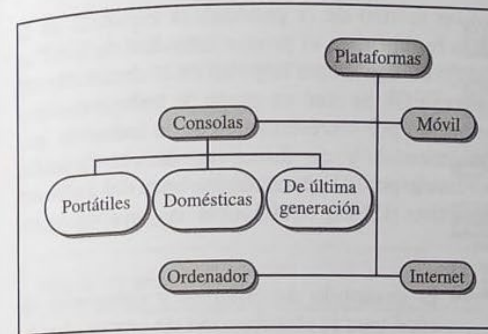 Plataformas
Consolas
Móvil
Portátiles
Domésticas
De última
generación
Ordenador
Internet